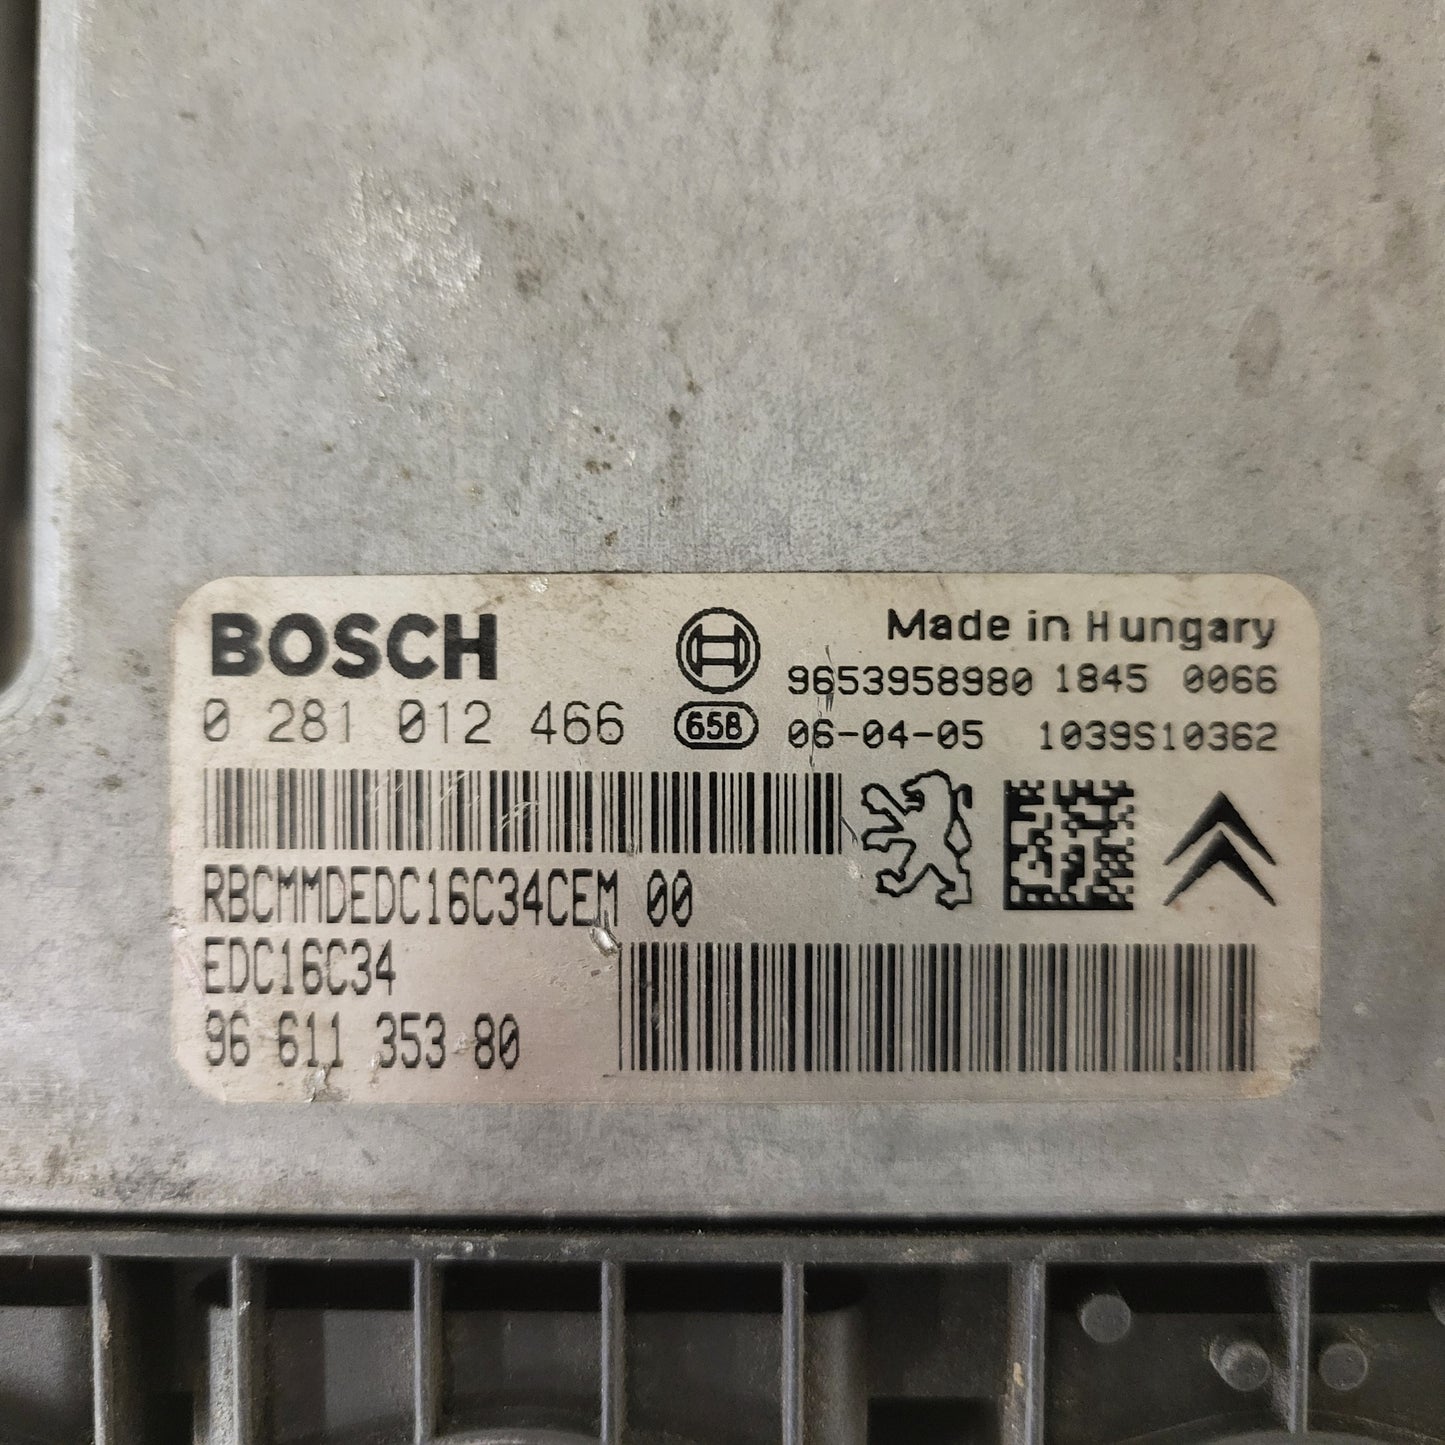 BOSCH
0 281 012 466
658
Made in Hungary
9653958980 1845 0066
06-04-05 1039S10362
RBCMMDEDC16C34CEM 00
EDC16C34
96 611 353 80